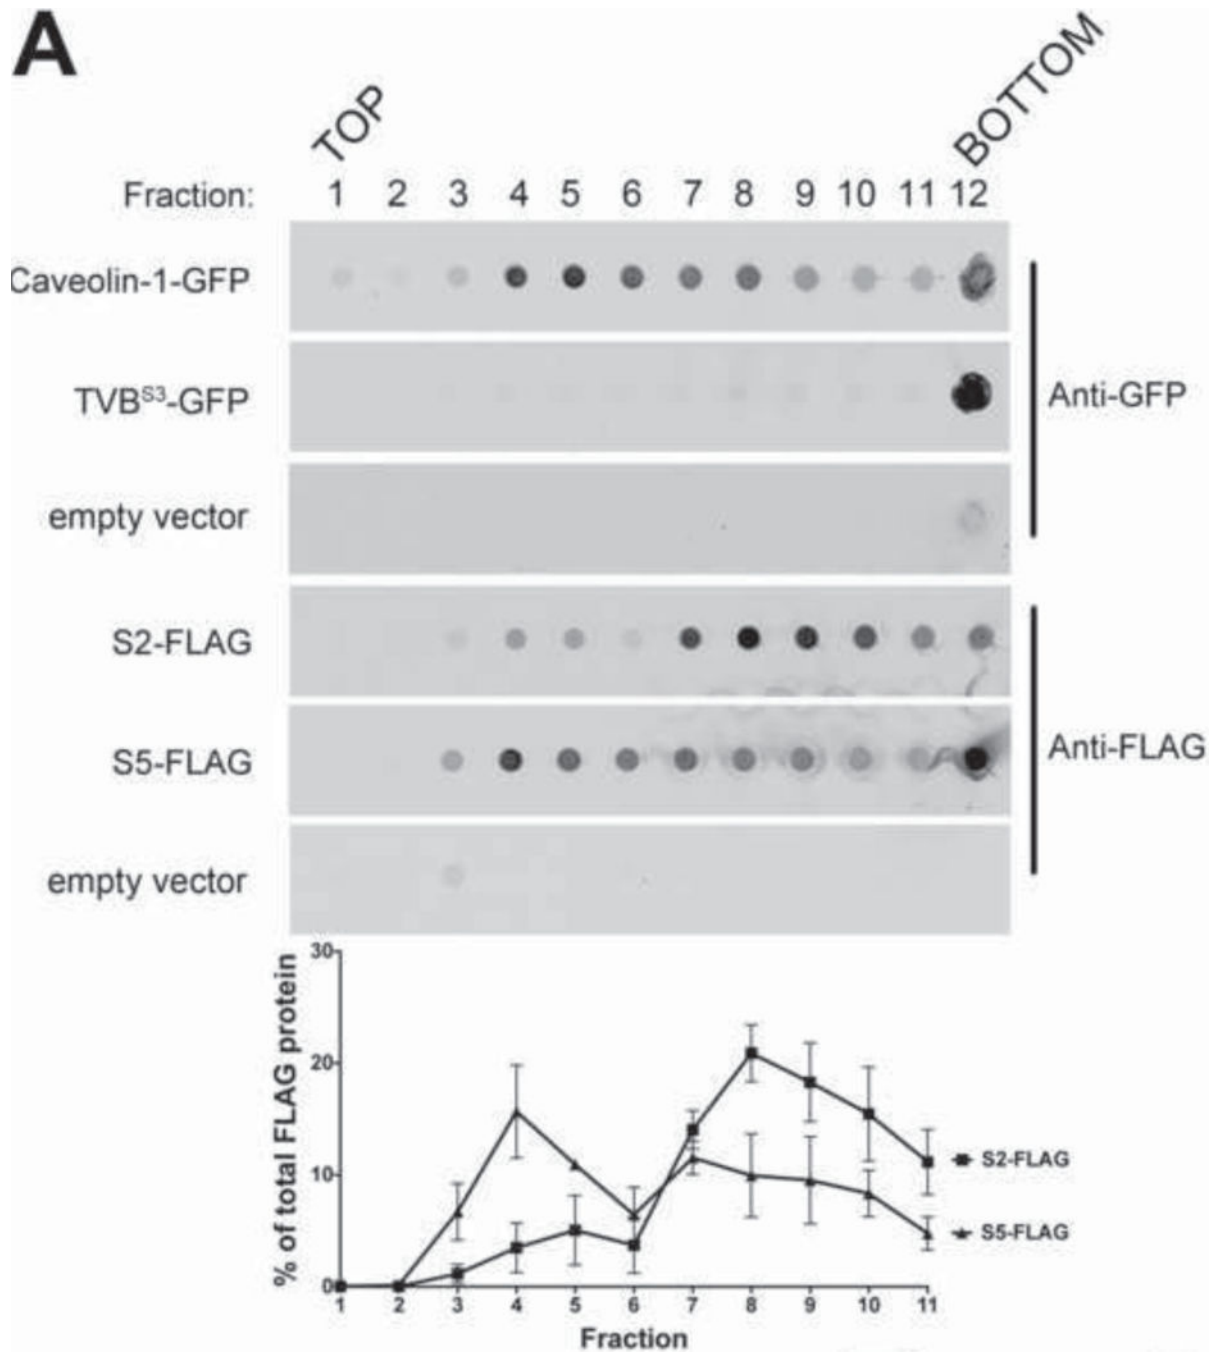 A
TOP
BOTTOM
Fraction: 1 2 3 4 5 6 7 8 9 10 11 12
Caveolin-1-GFP
TVB^S3-GFP
Anti-GFP
empty vector
S2-FLAG
S5-FLAG
Anti-FLAG
empty vector
% of total FLAG protein
30
20
10
0
S2-FLAG
S5-FLAG
1 2 3 4 5 6 7 8 9 10 11
Fraction